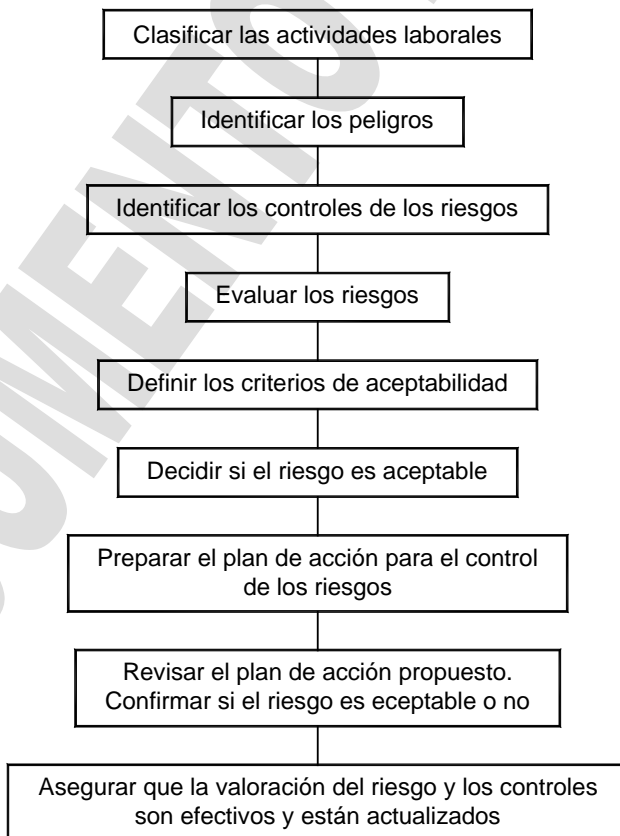 Clasificar las actividades laborales
Identificar los peligros
Identificar los controles de los riesgos
Evaluar los riesgos
Definir los criterios de aceptabilidad
Decidir si el riesgo es aceptable
Preparar el plan de acción para el control
de los riesgos
Revisar el plan de acción propuesto.
Confirmar si el riesgo es eceptable o no
Asegurar que la valoración del riesgo y los controles
son efectivos y están actualizados